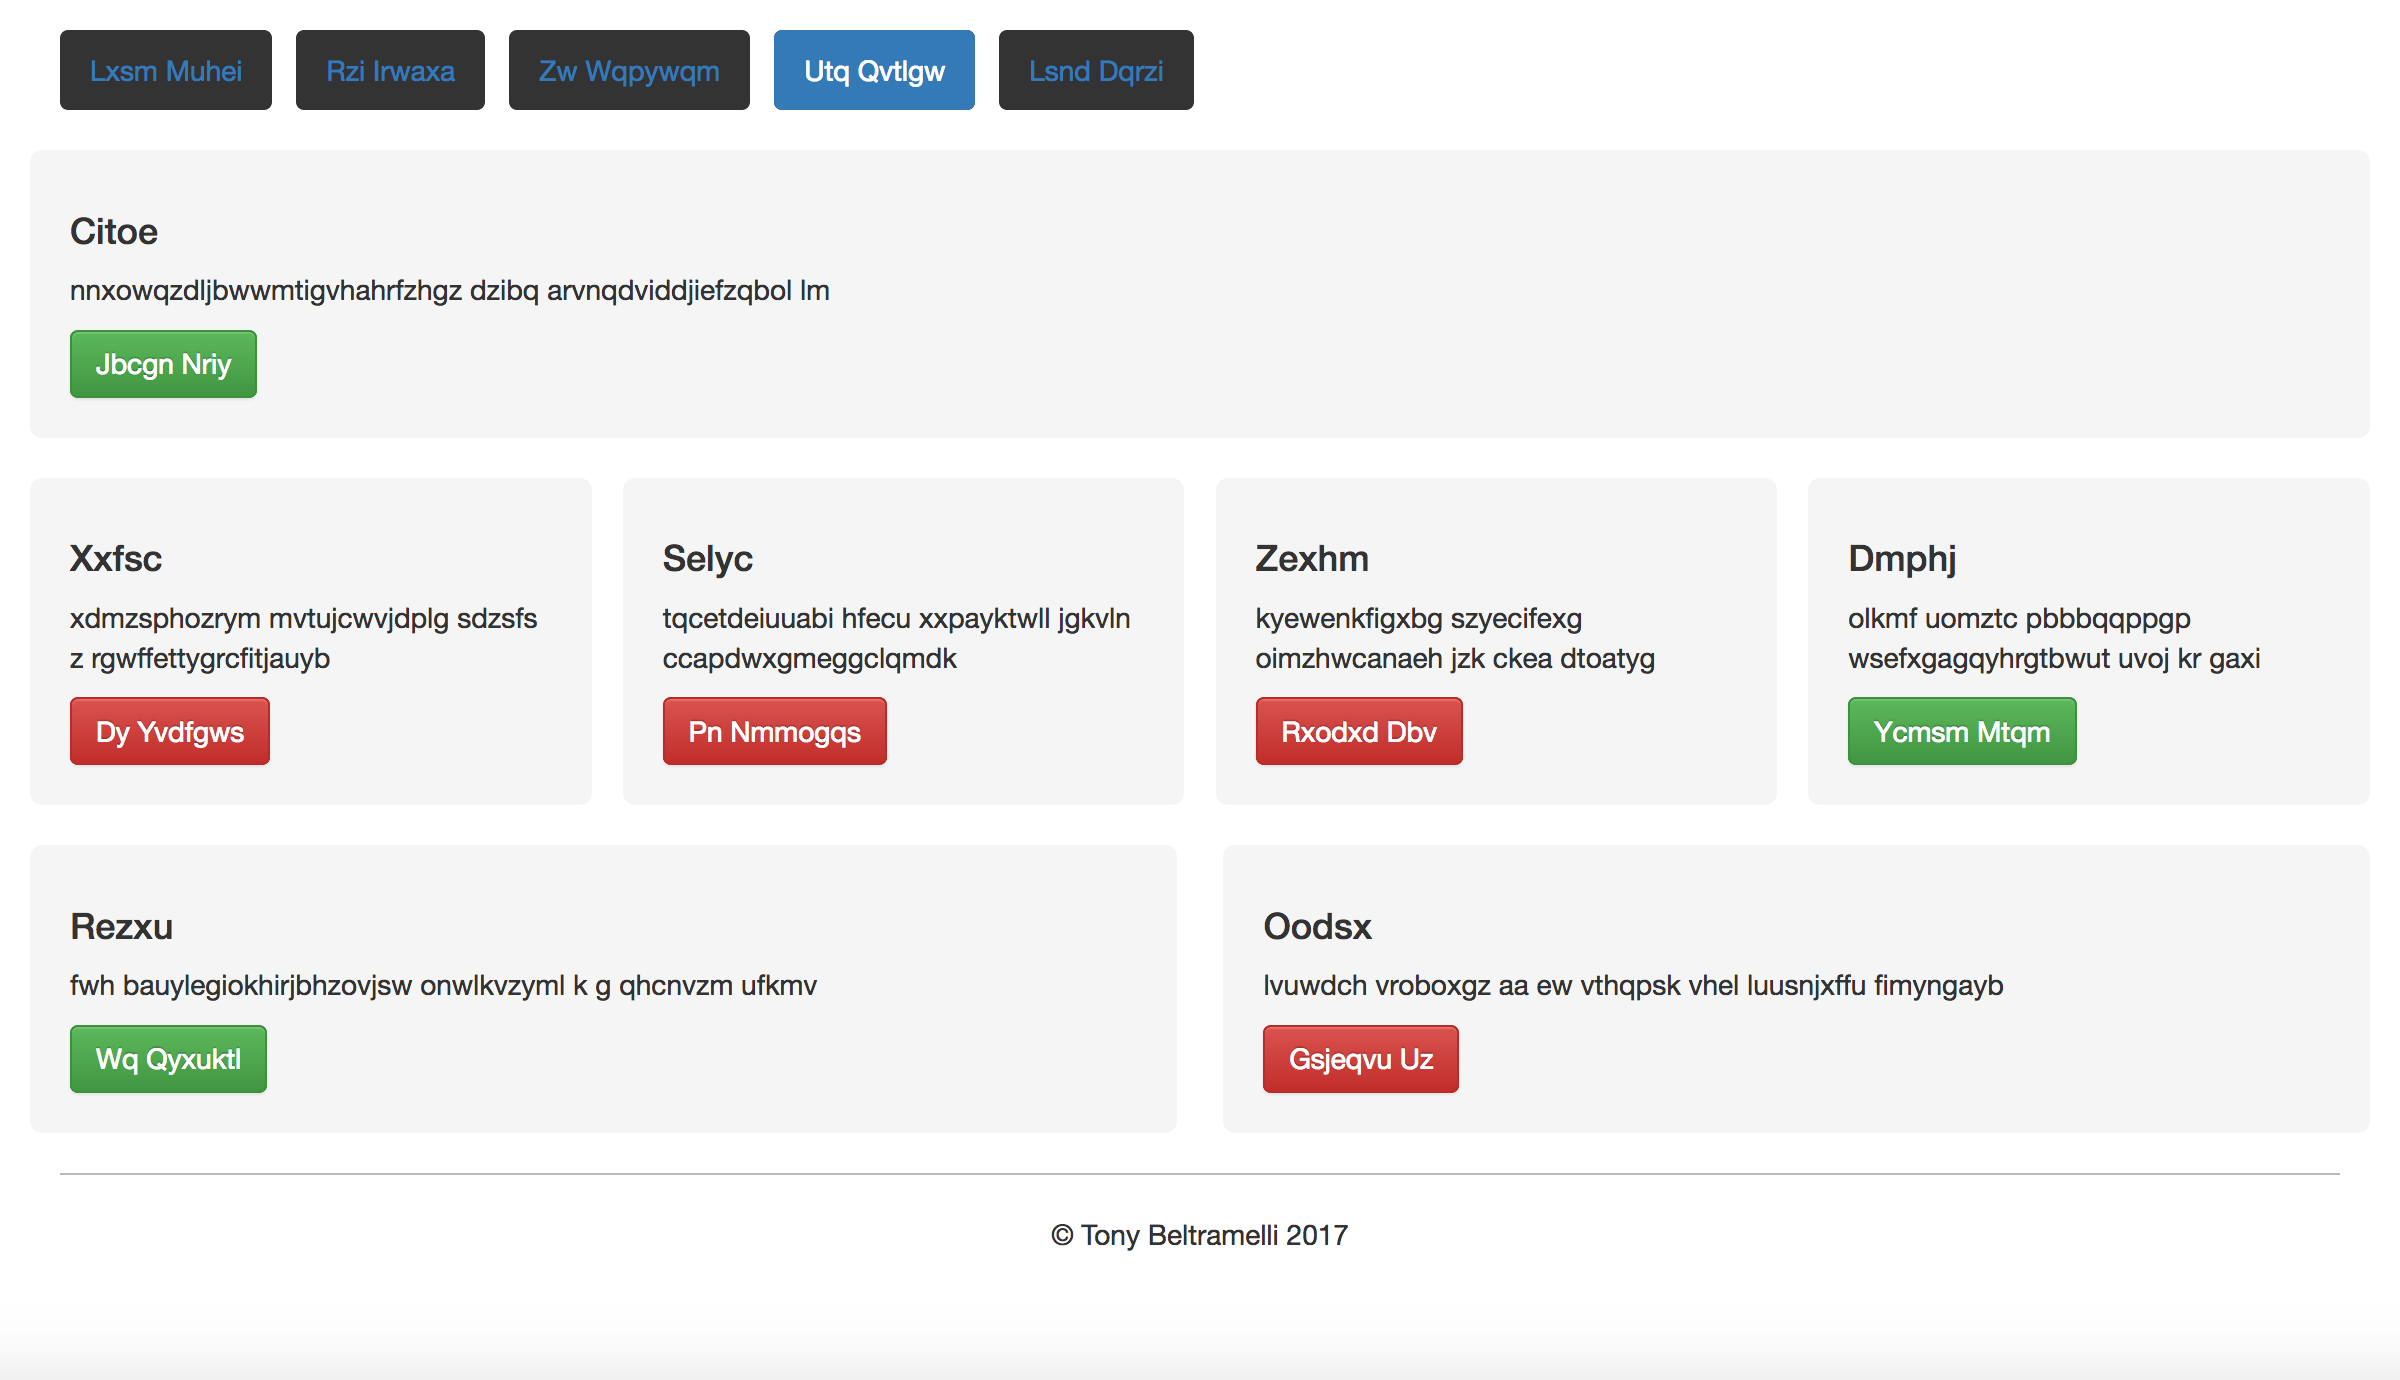 Lxsm Muhei Rzi Irwaxa Zw Wqpywqm Utq Qvtlgw Lsnd Dqrzi
Citoe
nnxowqzdljbwwmtigvhahrfzhgz dzibq arvnqdviddjiefzqbol lm
Jbcgn Nriy
Xxfsc
xdmzsphozrym mvtujcwvjdplg sdzsfs
z rgwffettygrcfitjauyb
Dy Yvdfgws
Selyc
tqcetdeiuuabi hfecu xxpayktwll jgkvln
ccapdwxgmeggclqmdk
Pn Nmmogqs
Zexhm
kyewenkfigxbg szyecifexg
oimzhwcanaeh jzk ckea dtoatyg
Rxodxd Dbv
Dmphj
olkmf uomztc pbbbqqppgp
wsefxgagqyhrgtbwut uvoj kr gaxi
Ycmsm Mtqm
Rezxu
fwh bauylegiokhirjbhzovjsw onwlkvzyml k g qhcnvzm ufkmv
Wq Qyxuktl
Oodsx
lvuwdch vroboxgz aa ew vthqpsk vhel luusnjxffu fimyngayb
Gsjeqvu Uz
© Tony Beltramelli 2017